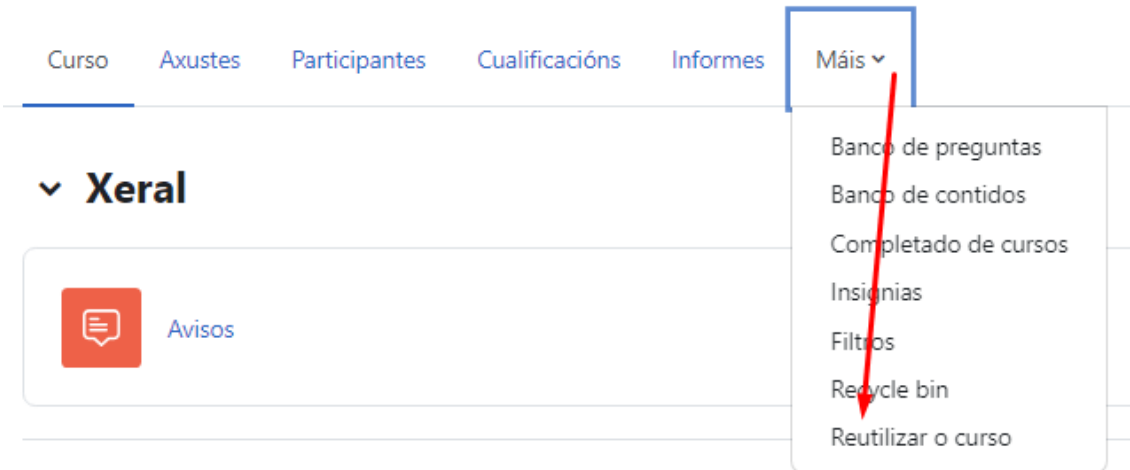 Curso Axustes Participantes Cualificacións Informes Máis
Banco de preguntas
Xeral
Banco de contidos
Completado de cursos
Insignias
Avisos
Filtros
Recycle bin
Reutilizar o curso